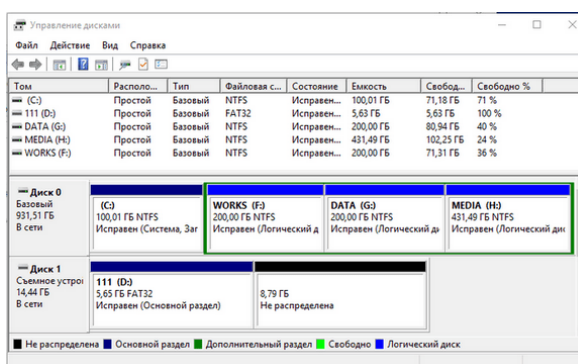 Управление дисками
Файл Действие Вид Справка
Том Располо... Тип Файловая с... Состояние Емкость Свобод... Свободно %
(C:) Простой Базовый NTFS Исправен... 100,01 ГБ 71,18 ГБ 71 %
111 (D:) Простой Базовый FAT32 Исправен... 5,63 ГБ 5,63 ГБ 100 %
DATA (G:) Простой Базовый NTFS Исправен... 200,00 ГБ 80,94 ГБ 40 %
MEDIA (H:) Простой Базовый NTFS Исправен... 431,49 ГБ 102,25 ГБ 24 %
WORKS (F:) Простой Базовый NTFS Исправен... 200,00 ГБ 71,31 ГБ 36 %
Диск 0
Базовый
931,51 ГБ
В сети
(C:)
100,01 ГБ NTFS
Исправен (Система, Заг
WORKS (F:)
200,00 ГБ NTFS
Исправен (Логический д
DATA (G:)
200,00 ГБ NTFS
Исправен (Логический ди
MEDIA (H:)
431,49 ГБ NTFS
Исправен (Логический дис
Диск 1
Съемное устрої
14,44 ГБ
В сети
111 (D:)
5,65 ГБ FAT32
Исправен (Основной раздел)
8,79 ГБ
Не распределена
Не распределена Основной раздел Дополнительный раздел Свободно Логический диск